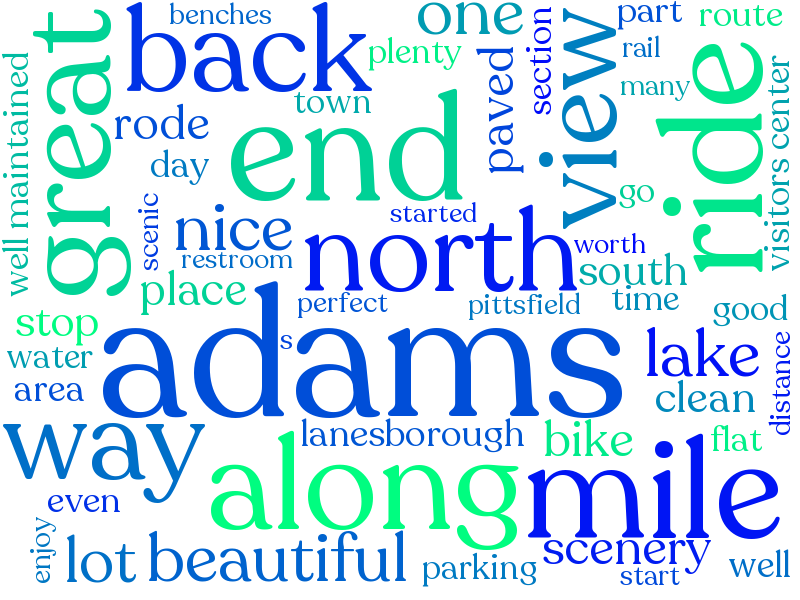 benches
one
part
route
great
back
plenty
section
view
rail
paved
many
ride
well maintained
town
rode
end
day
visitors center
go
scenic
nice
started
north
worth
restroom
south
place
perfect
pittsfield
time
good
stop
adams
s
water
lake
distance
area
clean
way
lanesborough
bike
flat
along
mile
even
enjoy
lot
beautiful
parking
scenery
start
well